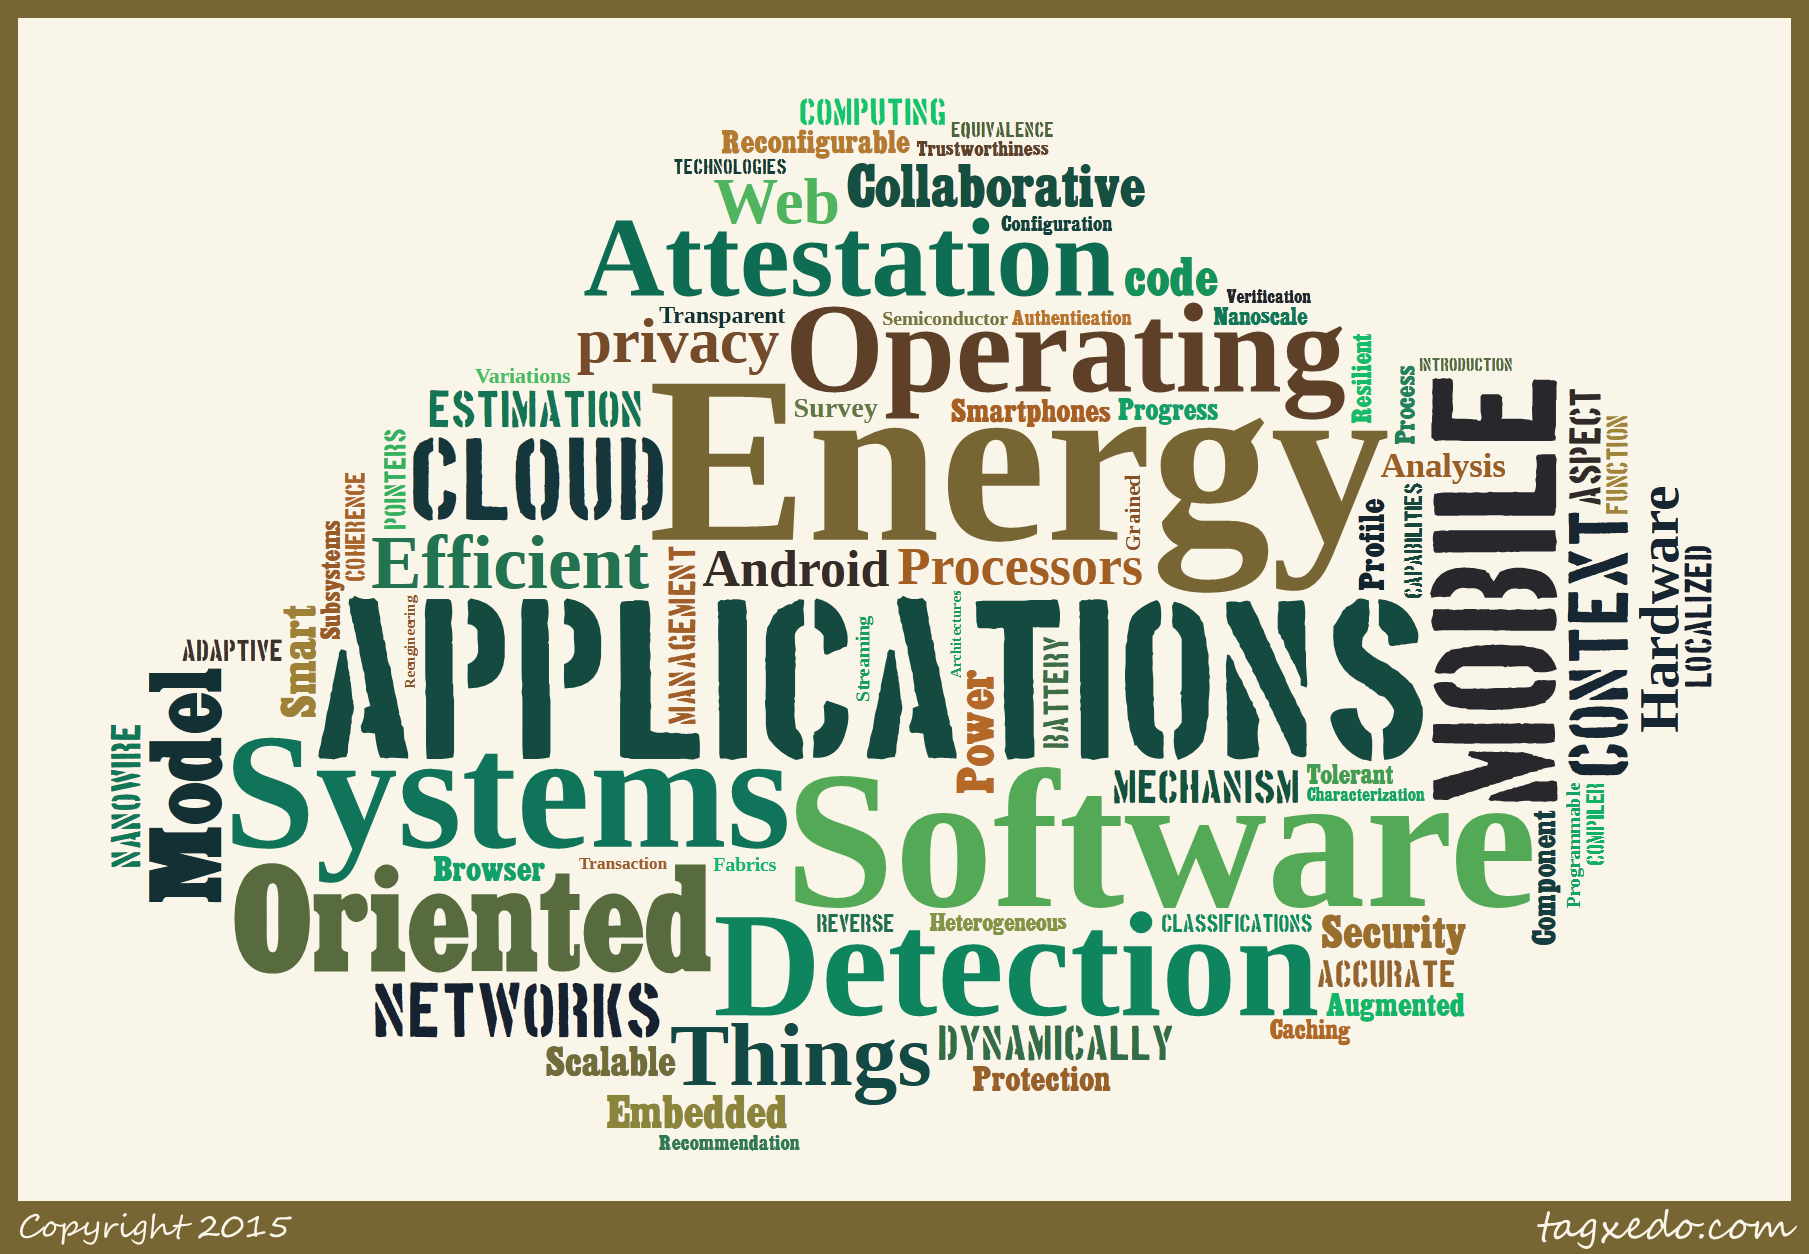 COMPUTING
EQUIVALENCE
Reconfigurable
Trustworthiness
TECHNOLOGIES
Web
Collaborative
Configuration
Attestation
code
Verification
Transparent
privacy
Operating
Semiconductor
Authentication
Nanoscale
Resilient
Process
INTRODUCTION
Variations
ESTIMATION
Energy
Survey
Smartphones
Progress
MOBILE
ASPECT
FUNCTION
POINTERS
CLOUD
Analysis
COHERENCE
Subsystems
Efficient
Grained
Profile
CAPABILITIES
CONTEXT
Hardware
LOCALIZED
MANAGEMENT
Android
Processors
ADAPTIVE
Smart
Reengineering
APPLICATIONS
Streaming
Architectures
Power
BATTERY
NANOWIRE
Model
Systems
Software
MECHANISM
Tolerant
Characterization
Component
Programmable
COMPILER
Browser
Transaction
Fabrics
Oriented
Detection
REVERSE
Heterogeneous
CLASSIFICATIONS
Security
ACCURATE
Augmented
Caching
NETWORKS
Things
DYNAMICALLY
Scalable
Protection
Embedded
Recommendation
Copyright 2015
tagxedo.com